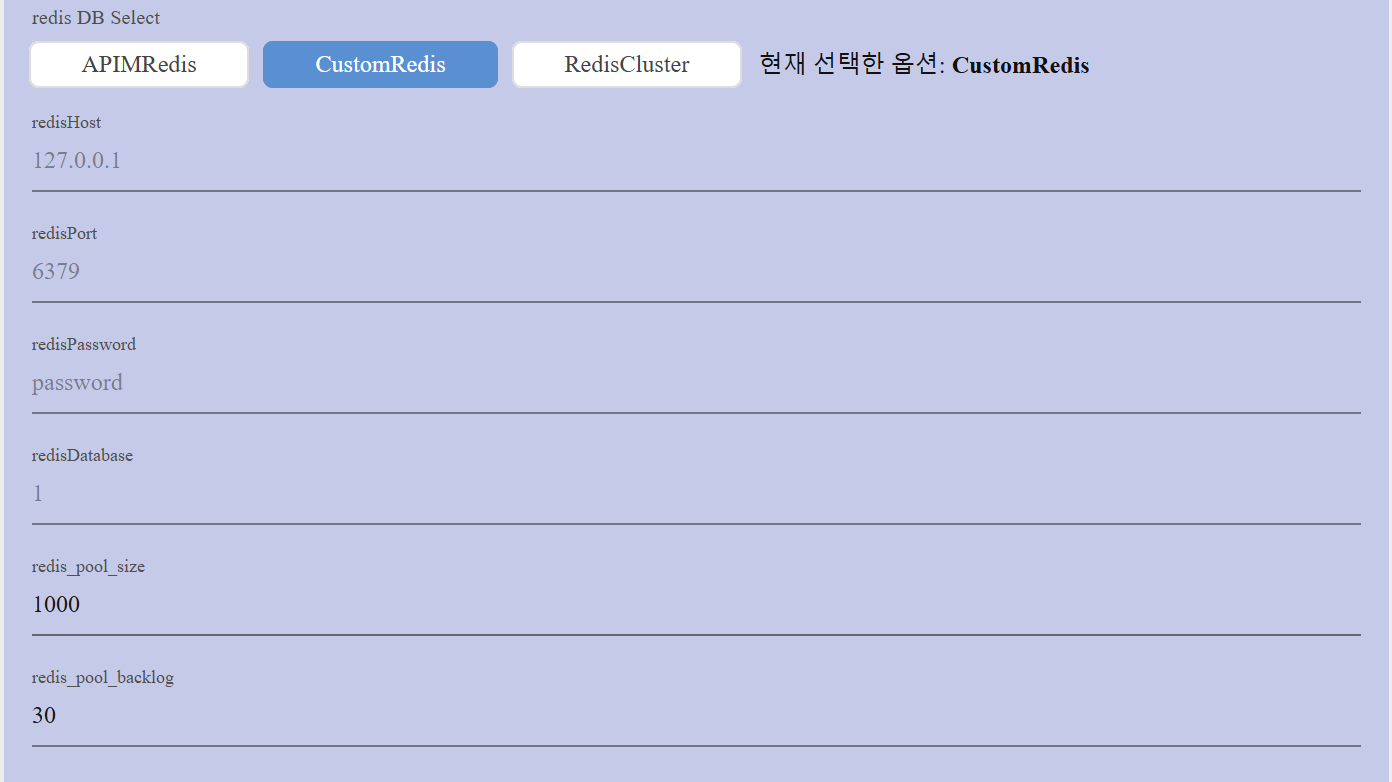 redis DB Select
APIMRedis CustomRedis RedisCluster 현재 선택한 옵션: CustomRedis
redisHost
127.0.0.1
redisPort
6379
redisPassword
password
redisDatabase
1
redis_pool_size
1000
redis_pool_backlog
30